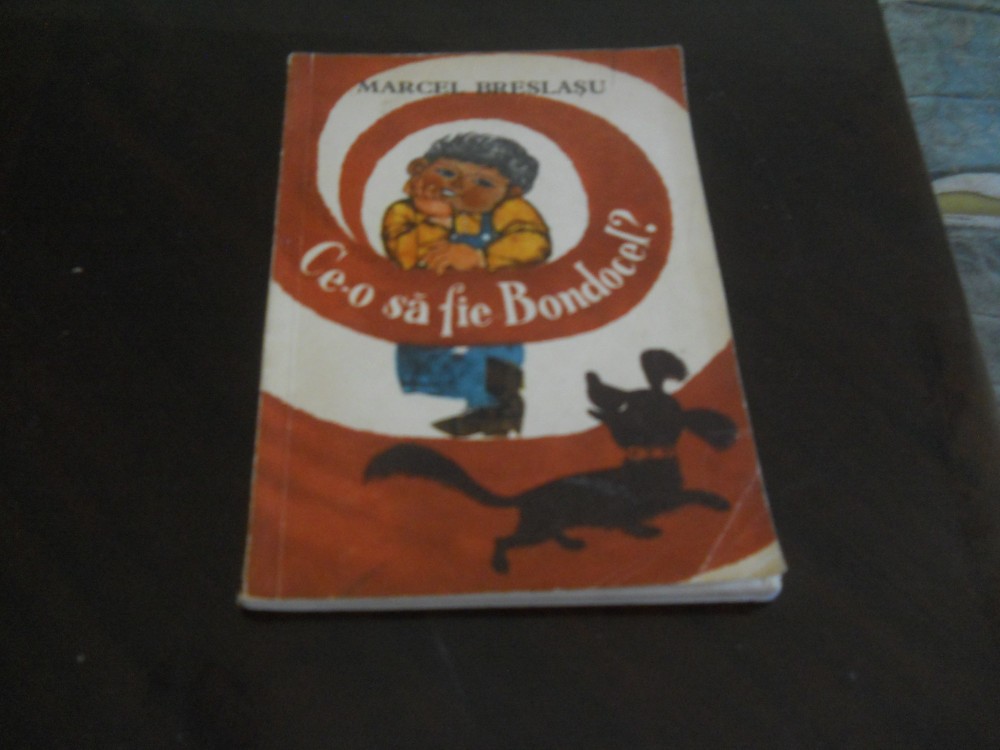 MARCEL BRESLAȘU
Ce-o să fie Bondocel?